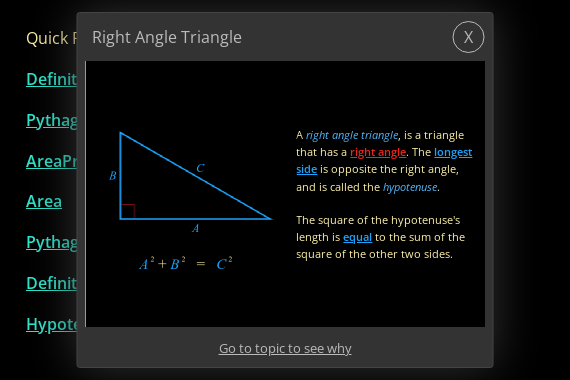 Right Angle Triangle
X
Quick
Definit
Pythag
AreaPr
Area
Pythag
Definit
Hypote
B
C
A
A² + B² = C²
A right angle triangle, is a triangle
that has a right angle. The longest
side is opposite the right angle,
and is called the hypotenuse.
The square of the hypotenuse's
length is equal to the sum of the
square of the other two sides.
Go to topic to see why